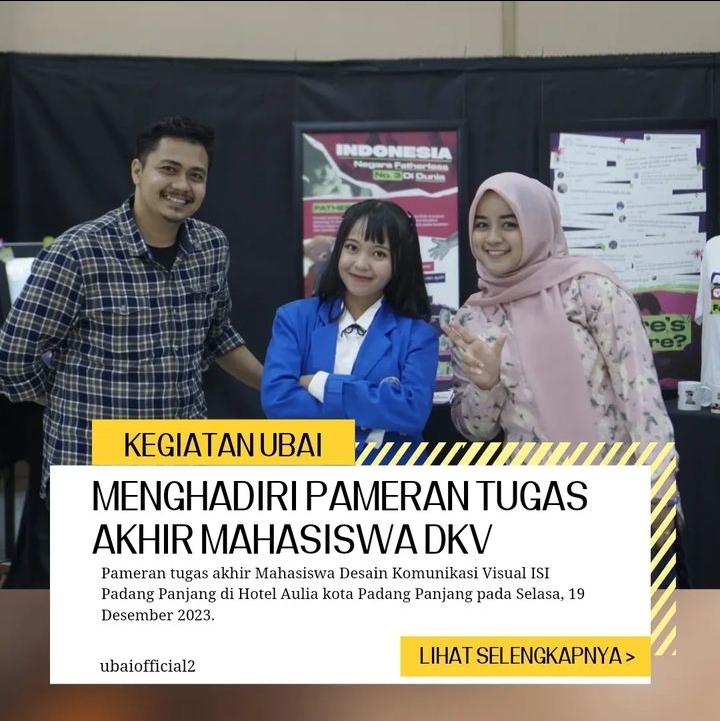 INDONESIA
Negara Fatherless
No. 3 Di Dunia
KEGIATAN UBAI
MENGHADIRI PAMERAN TUGAS
AKHIR MAHASISWA DKV
Pameran tugas akhir Mahasiswa Desain Komunikasi Visual ISI
Padang Panjang di Hotel Aulia kota Padang Panjang pada Selasa, 19
Desember 2023.
ubaiofficial2
LIHAT SELENGKAPNYA >